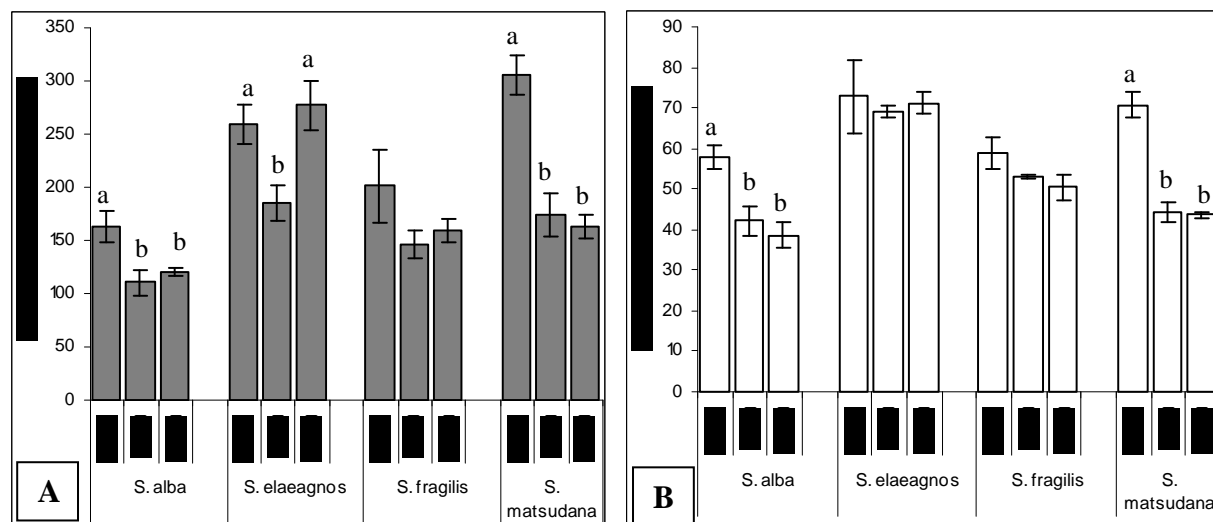 350
300
250
200
150
100
50
0
a
b
b
a
b
a
a
b
b
S. alba
S. elaeagnos
S. fragilis
S.
matsudana
A
90
80
70
60
50
40
30
20
10
0
a
b
b
a
b
b
S. alba
S. elaeagnos
S. fragilis
S.
matsudana
B